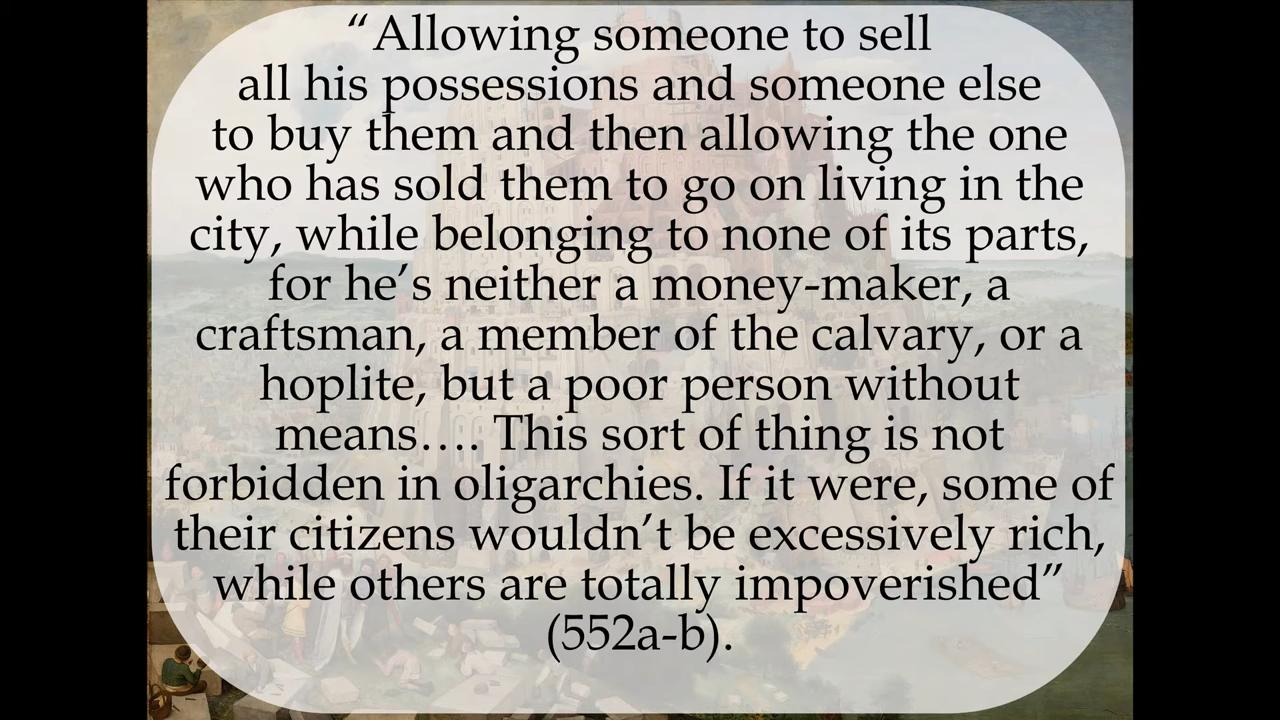 “Allowing someone to sell
all his possessions and someone else
to buy them and then allowing the one
who has sold them to go on living in the
city, while belonging to none of its parts,
for he’s neither a money-maker, a
craftsman, a member of the calvary, or a
hoplite, but a poor person without
means…. This sort of thing is not
forbidden in oligarchies. If it were, some of
their citizens wouldn’t be excessively rich,
while others are totally impoverished”
(552a-b).